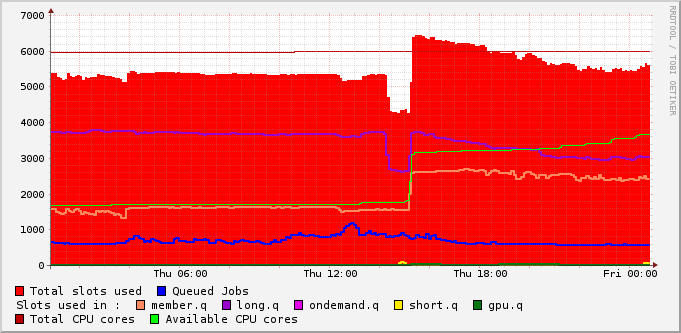 7000
6000
5000
4000
3000
2000
1000
0
Thu 06:00 Thu 12:00 Thu 18:00 Fri 00:00
Total slots used Queued Jobs
Slots used in : member.q long.q ondemand.q short.q gpu.q
Total CPU cores Available CPU cores
RRDTOOL / TOBI OETIKER